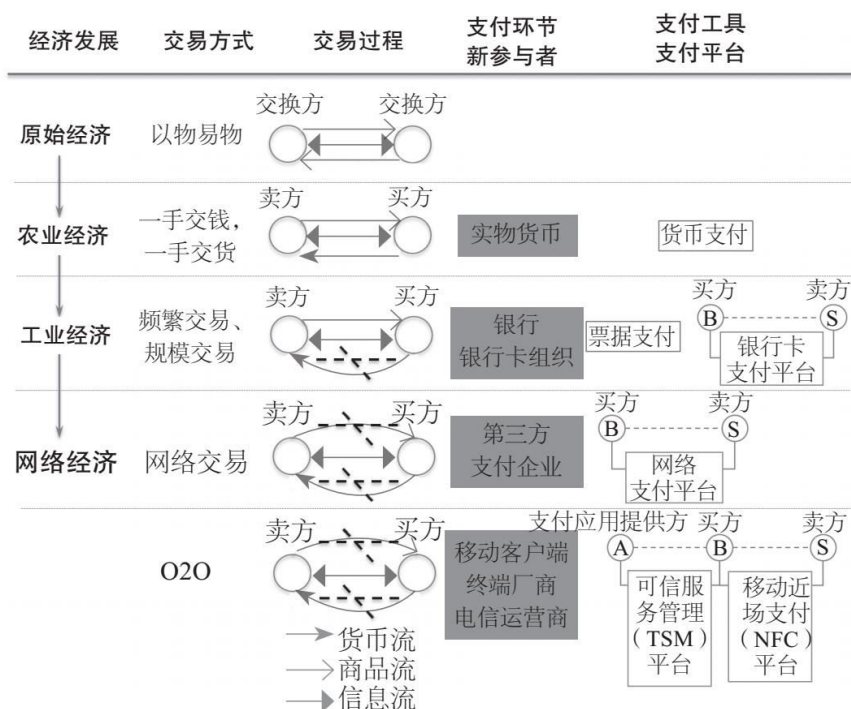 经济发展 交易方式 交易过程 支付环节 新参与者 支付工具 支付平台
交换方 交换方
原始经济 以物易物
卖方 买方
农业经济 一手交钱，
一手交货
实物货币 货币支付
卖方 买方
买方 卖方
工业经济 频繁交易、
规模交易
银行
银行卡组织
票据支付
B S
银行卡
支付平台
卖方 买方
买方 卖方
网络经济 网络交易
第三方
支付企业
B S
网络
支付平台
卖方 买方
支付应用提供方 买方 卖方
O2O
移动客户端
终端厂商
电信运营商
A B S
可信服
务管理
（TSM）
平台
移动近
场支付
（NFC）
平台
货币流
商品流
信息流